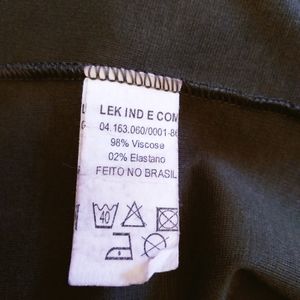 LEK IND E COM
04.163.060/0001-86
98% Viscose
02% Elastano
FEITO NO BRASIL
40